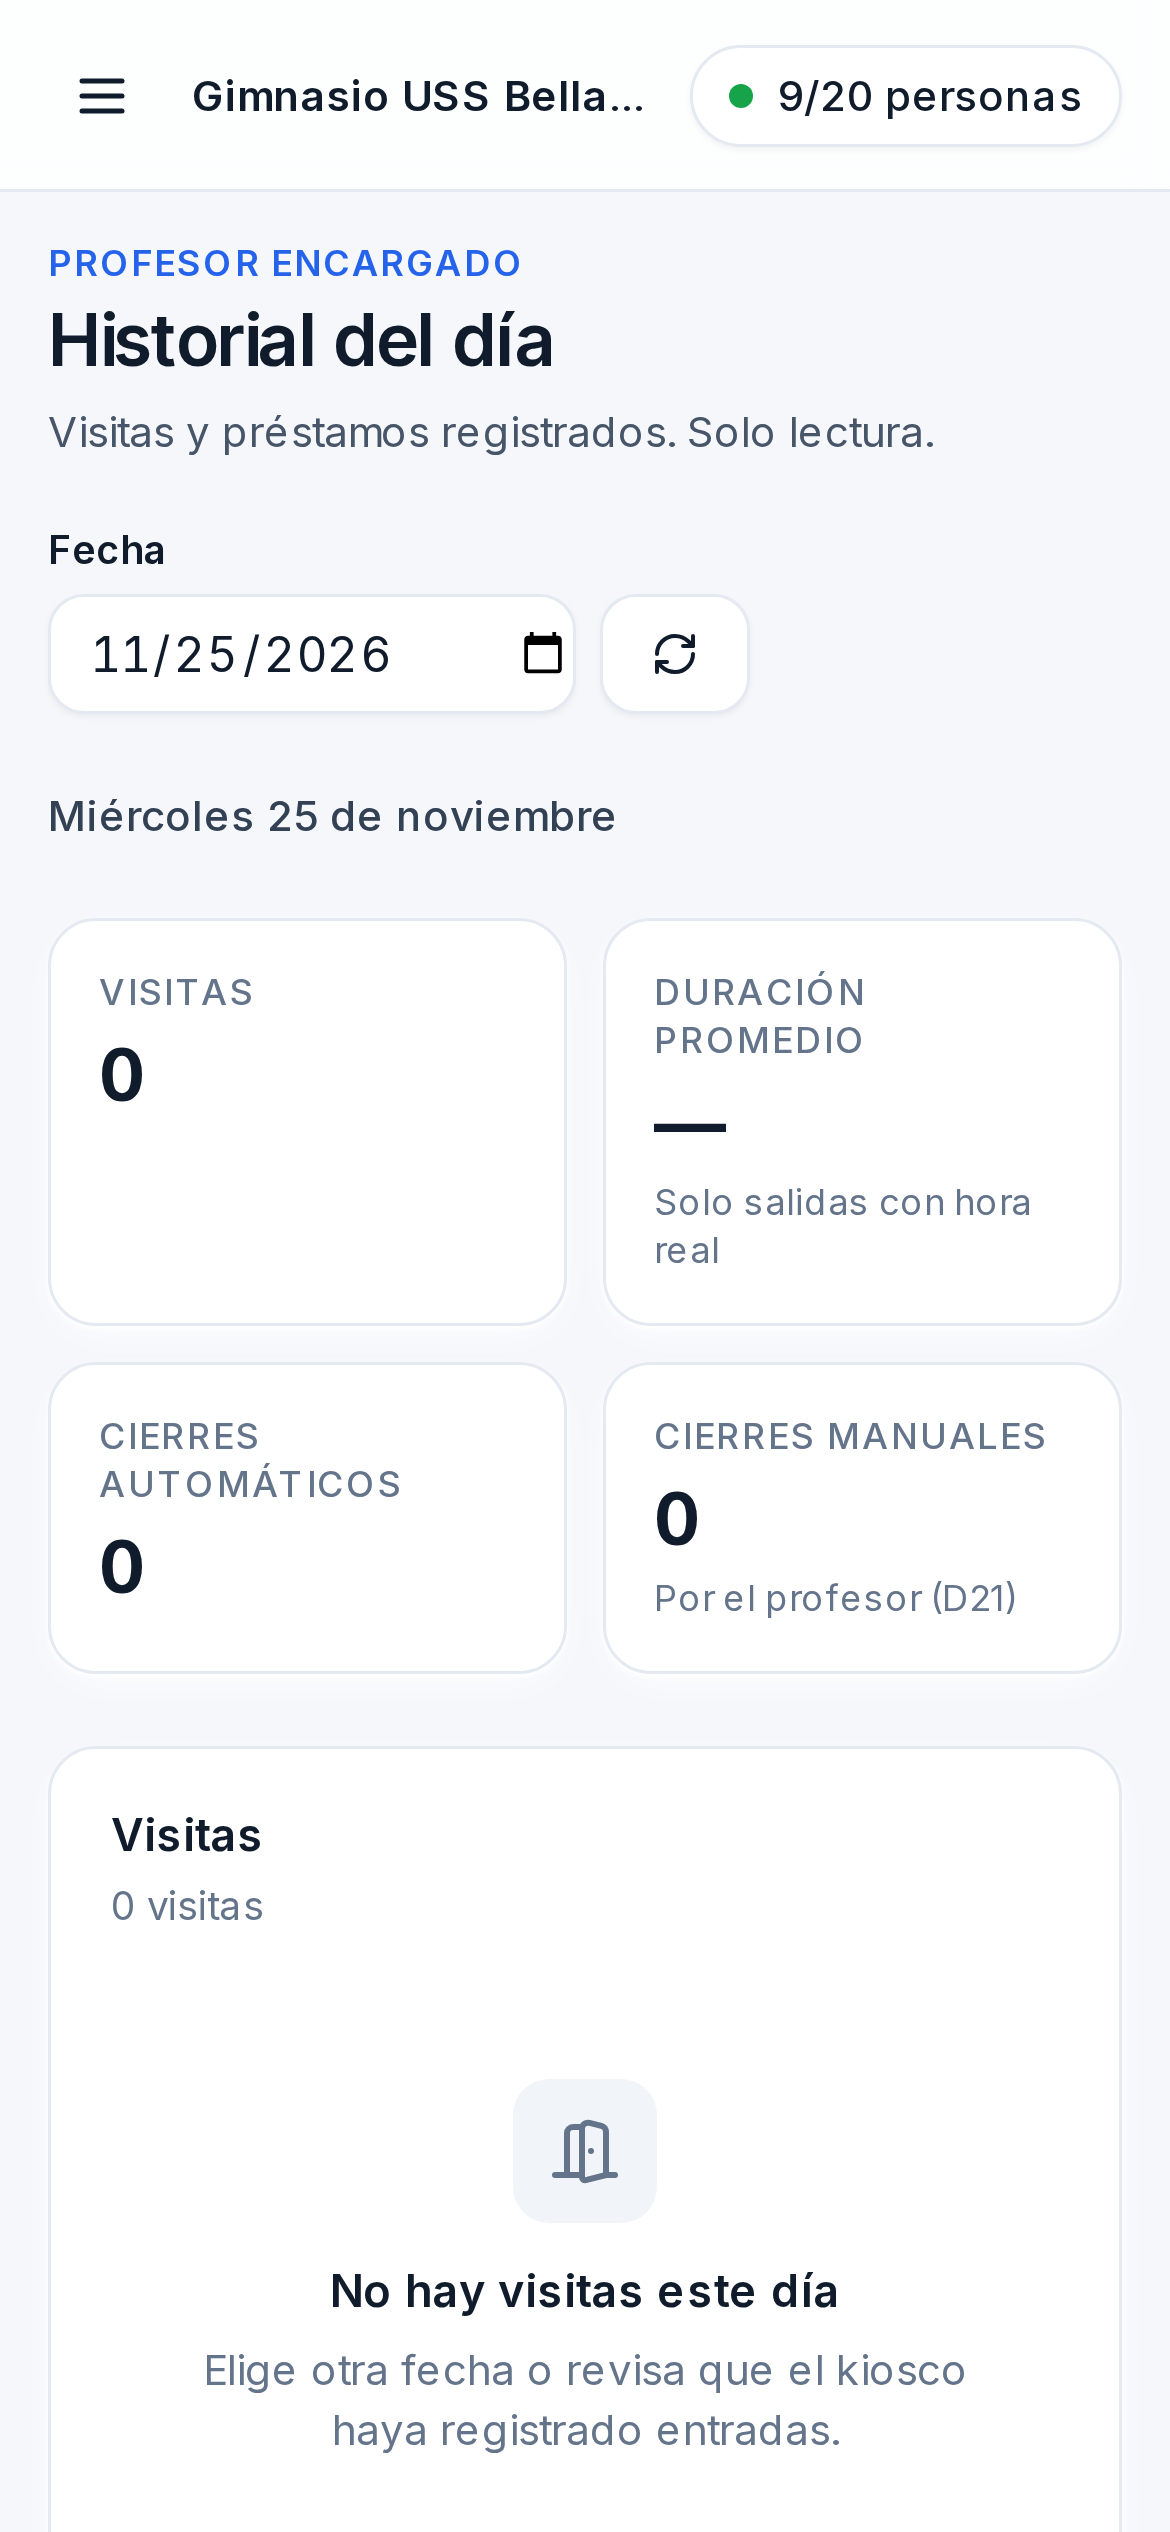 Gimnasio USS Bella...
9/20 personas
PROFESOR ENCARGADO
Historial del día
Visitas y préstamos registrados. Solo lectura.
Fecha
11/25/2026
Miércoles 25 de noviembre
VISITAS
0
DURACIÓN
PROMEDIO
—
Solo salidas con hora
real
CIERRES
AUTOMÁTICOS
0
CIERRES MANUALES
0
Por el profesor (D21)
Visitas
0 visitas
No hay visitas este día
Elige otra fecha o revisa que el kiosco
haya registrado entradas.